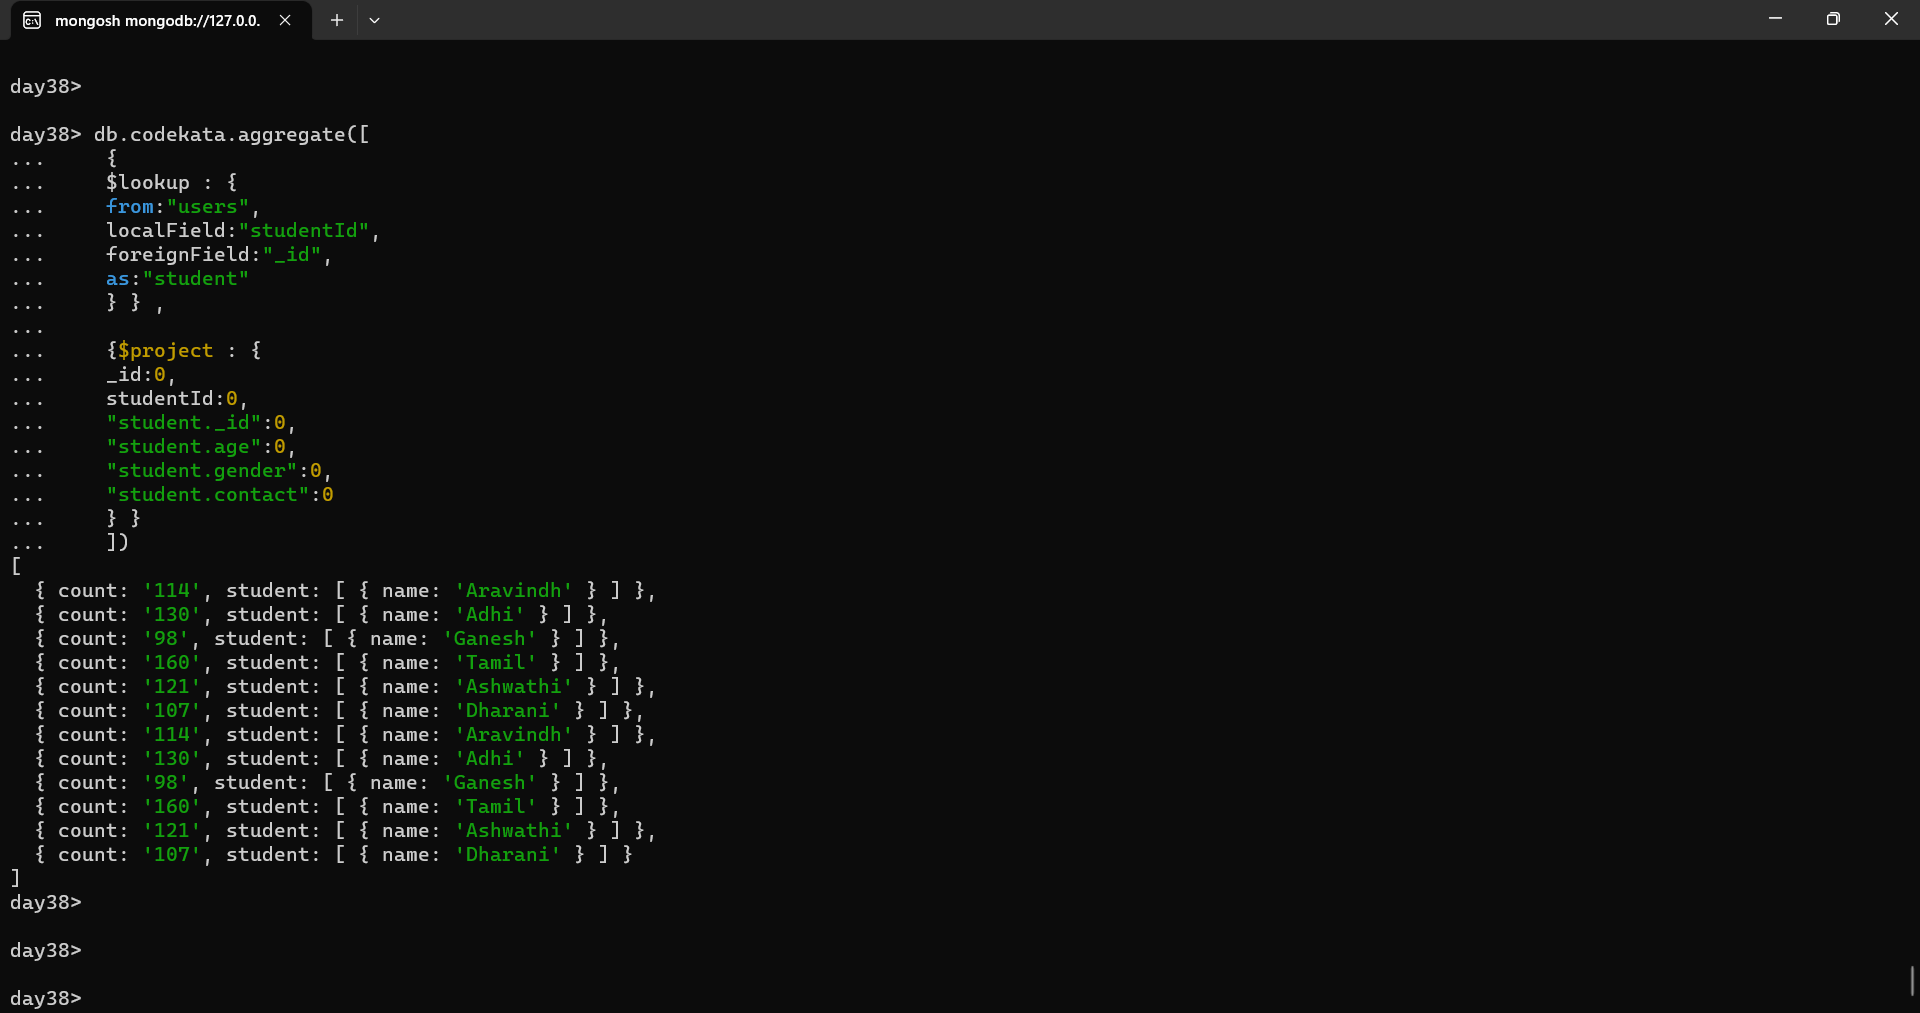 mongosh mongodb://127.0.0.
day38>
day38> db.codekata.aggregate([
...     {
...     $lookup : {
...     from:"users",
...     localField:"studentId",
...     foreignField:"_id",
...     as:"student"
...     } } ,
...
...     {$project : {
...     _id:0,
...     studentId:0,
...     "student._id":0,
...     "student.age":0,
...     "student.gender":0,
...     "student.contact":0
...     } }
...     ])
[
  { count: '114', student: [ { name: 'Aravindh' } ] },
  { count: '130', student: [ { name: 'Adhi' } ] },
  { count: '98', student: [ { name: 'Ganesh' } ] },
  { count: '160', student: [ { name: 'Tamil' } ] },
  { count: '121', student: [ { name: 'Ashwathi' } ] },
  { count: '107', student: [ { name: 'Dharani' } ] },
  { count: '114', student: [ { name: 'Aravindh' } ] },
  { count: '130', student: [ { name: 'Adhi' } ] },
  { count: '98', student: [ { name: 'Ganesh' } ] },
  { count: '160', student: [ { name: 'Tamil' } ] },
  { count: '121', student: [ { name: 'Ashwathi' } ] },
  { count: '107', student: [ { name: 'Dharani' } ] }
]
day38>
day38>
day38>